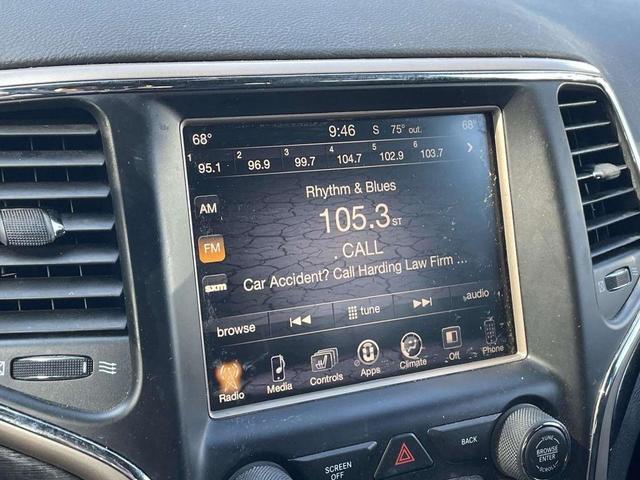 68° 9:46 S 75° out. 68°
1 95.1 2 96.9 3 99.7 4 104.7 5 102.9 6 103.7
Rhythm & Blues
AM
105.3 ST
FM
. CALL
sxm
Car Accident? Call Harding Law Firm ...
browse tune audio
Radio Media Controls Apps Climate Off Phone
SCREEN OFF
BACK
BROWSE ENTER
SCROLL
TUNE